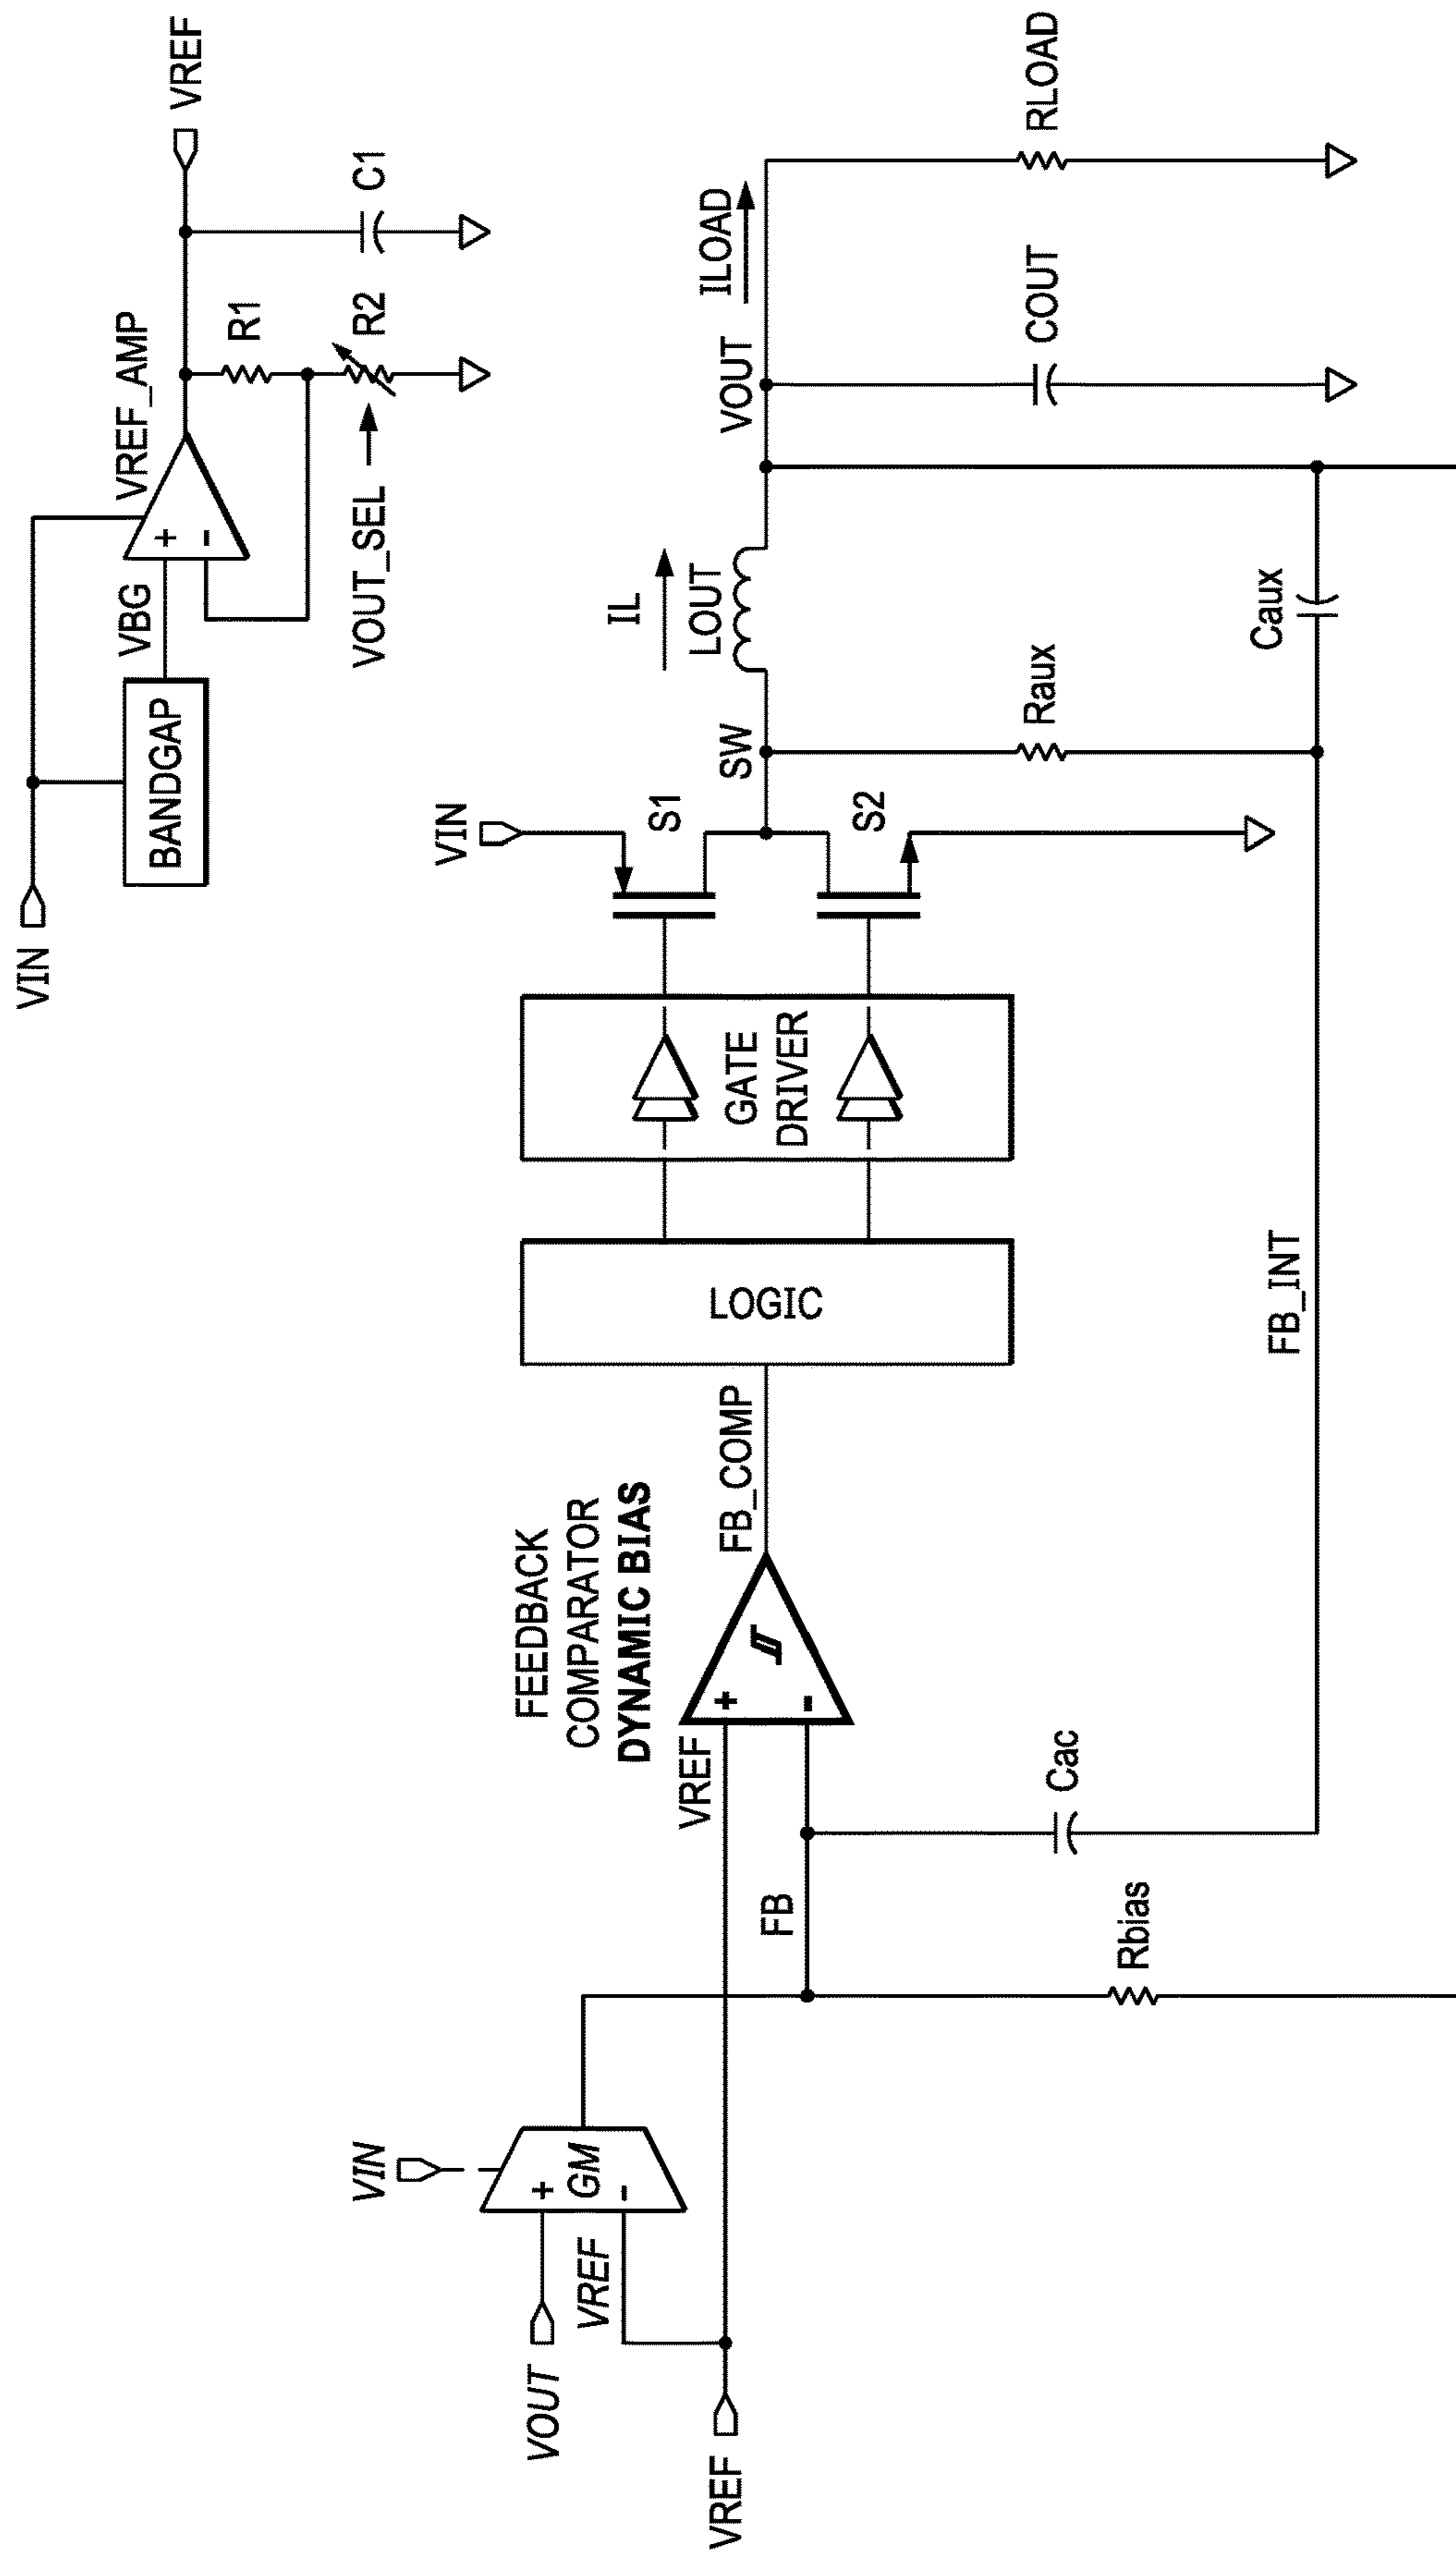 VIN
BANDGAP
VBG
+
-
VREF_AMP
VREF
R1
R2
C1
VOUT_SEL
VIN
S1
S2
SW
IL
LOUT
VOUT
ILOAD
COUT
RLOAD
Raux
Caux
GATE
DRIVER
LOGIC
FB_COMP
FEEDBACK
COMPARATOR
DYNAMIC BIAS
+
-
VREF
FB
Cac
FB_INT
Rbias
VIN
+
GM
-
VOUT
VREF
VREF